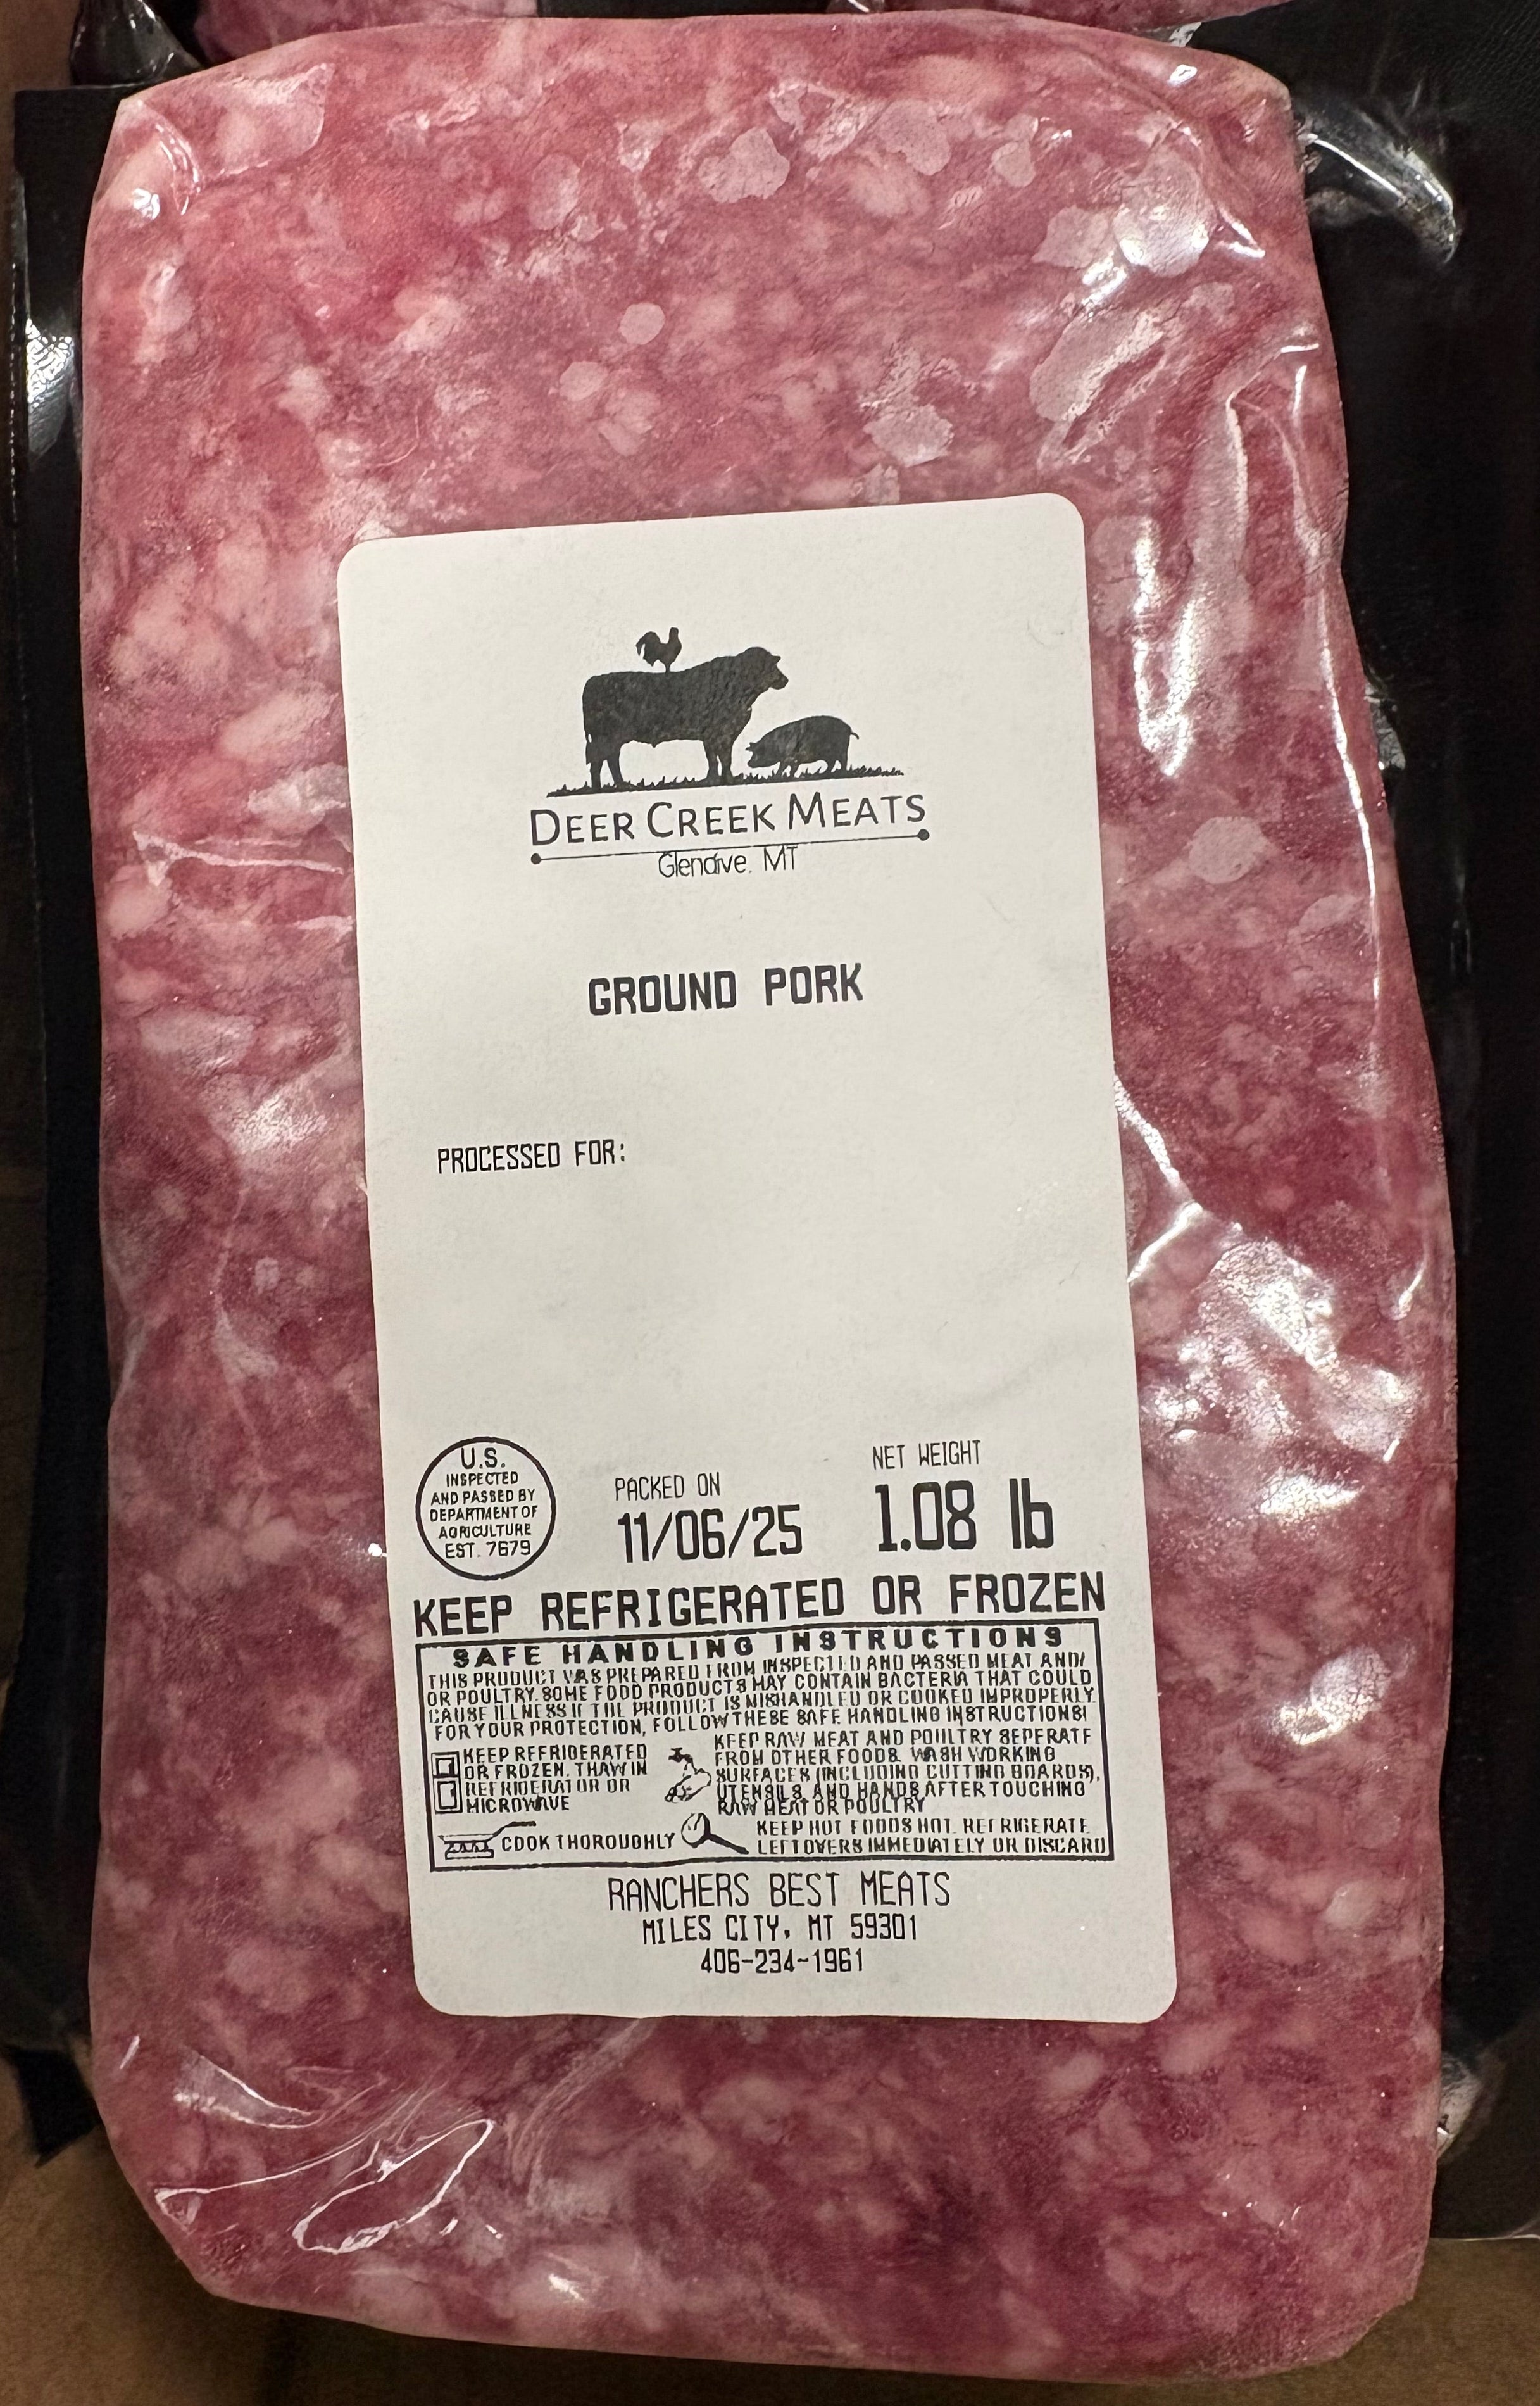 DEER CREEK MEATS
Glendive, MT
GROUND PORK
PROCESSED FOR:
U.S.
INSPECTED
AND PASSED BY
DEPARTMENT OF
AGRICULTURE
EST. 7679
PACKED ON
11/06/25
NET WEIGHT
1.08 lb
KEEP REFRIGERATED OR FROZEN
SAFE HANDLING INSTRUCTIONS
THIS PRODUCT WAS PREPARED FROM INSPECTED AND PASSED MEAT AND/
OR POULTRY. SOME FOOD PRODUCTS MAY CONTAIN BACTERIA THAT COULD
CAUSE ILLNESS IF THE PRODUCT IS MISHANDLED OR COOKED IMPROPERLY.
FOR YOUR PROTECTION, FOLLOW THESE SAFE HANDLING INSTRUCTIONS!
KEEP REFRIGERATED
OR FROZEN. THAW IN
REFRIGERATOR OR
MICROWAVE
KEEP RAW MEAT AND POULTRY SEPERATE
FROM OTHER FOODS. WASH WORKING
SURFACES (INCLUDING CUTTING BOARDS),
UTENSILS, AND HANDS AFTER TOUCHING
RAW MEAT OR POULTRY
COOK THOROUGHLY
KEEP HOT FOODS HOT. REFRIGERATE
LEFTOVERS IMMEDIATELY OR DISCARD
RANCHERS BEST MEATS
MILES CITY, MT 59301
406-234-1961